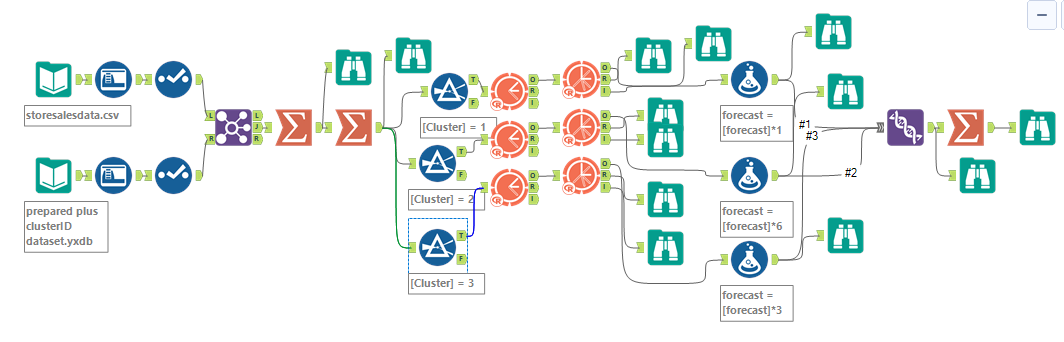 storesalesdata.csv
prepared plus
clusterID
dataset.yxdb
L
R
L
J
R
[Cluster] = 1
T
F
[Cluster] = 2
T
F
[Cluster] = 3
T
F
O
R
I
O
R
I
O
R
I
O
R
I
O
R
I
O
R
I
forecast =
[forecast]*1
forecast =
[forecast]*6
forecast =
[forecast]*3
#1
#3
#2